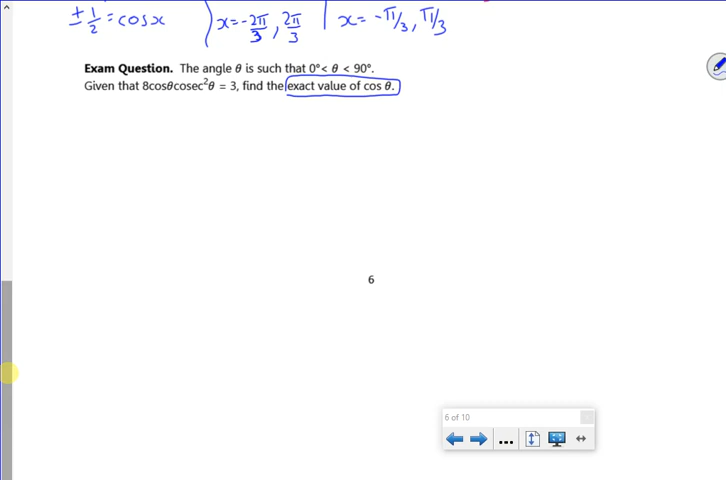 ± 1/2 = cos x
x = -2π/3, 2π/3
x = -π/3, π/3
Exam Question. The angle θ is such that 0° < θ < 90°.
Given that 8cosθcosec²θ = 3, find the exact value of cos θ.
6
6 of 10
...